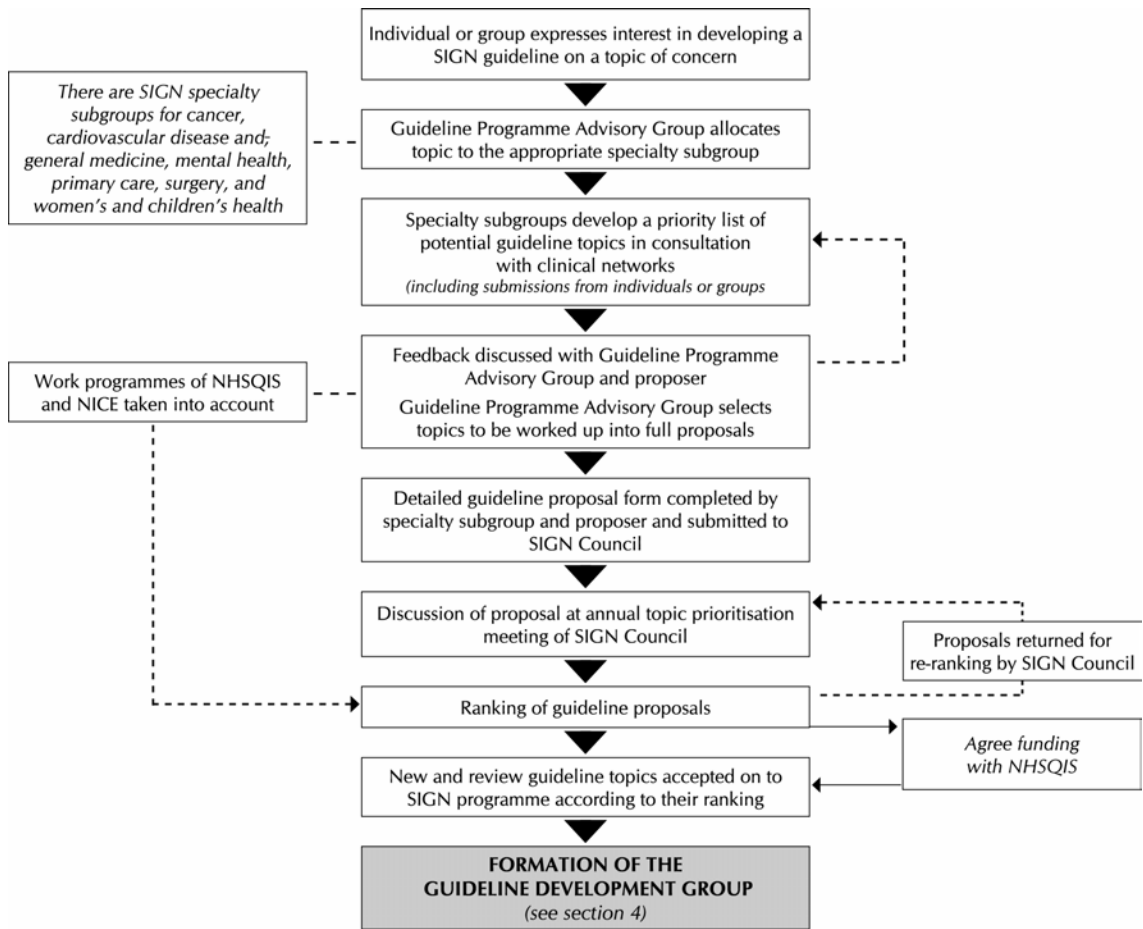 Individual or group expresses interest in developing a
SIGN guideline on a topic of concern
There are SIGN specialty
subgroups for cancer,
cardiovascular disease and;
general medicine, mental health,
primary care, surgery, and
women's and children's health
Guideline Programme Advisory Group allocates
topic to the appropriate specialty subgroup
Specialty subgroups develop a priority list of
potential guideline topics in consultation
with clinical networks
(including submissions from individuals or groups
Feedback discussed with Guideline Programme
Advisory Group and proposer
Guideline Programme Advisory Group selects
topics to be worked up into full proposals
Work programmes of NHSQIS
and NICE taken into account
Detailed guideline proposal form completed by
specialty subgroup and proposer and submitted to
SIGN Council
Discussion of proposal at annual topic prioritisation
meeting of SIGN Council
Proposals returned for
re-ranking by SIGN Council
Ranking of guideline proposals
Agree funding
with NHSQIS
New and review guideline topics accepted on to
SIGN programme according to their ranking
FORMATION OF THE
GUIDELINE DEVELOPMENT GROUP
(see section 4)